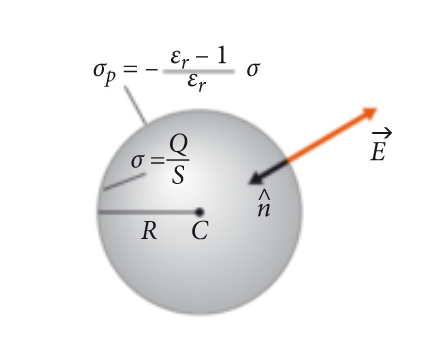 σₚ = − (εᵣ − 1)/εᵣ σ
σ = Q/S
E⃗
n̂
R C